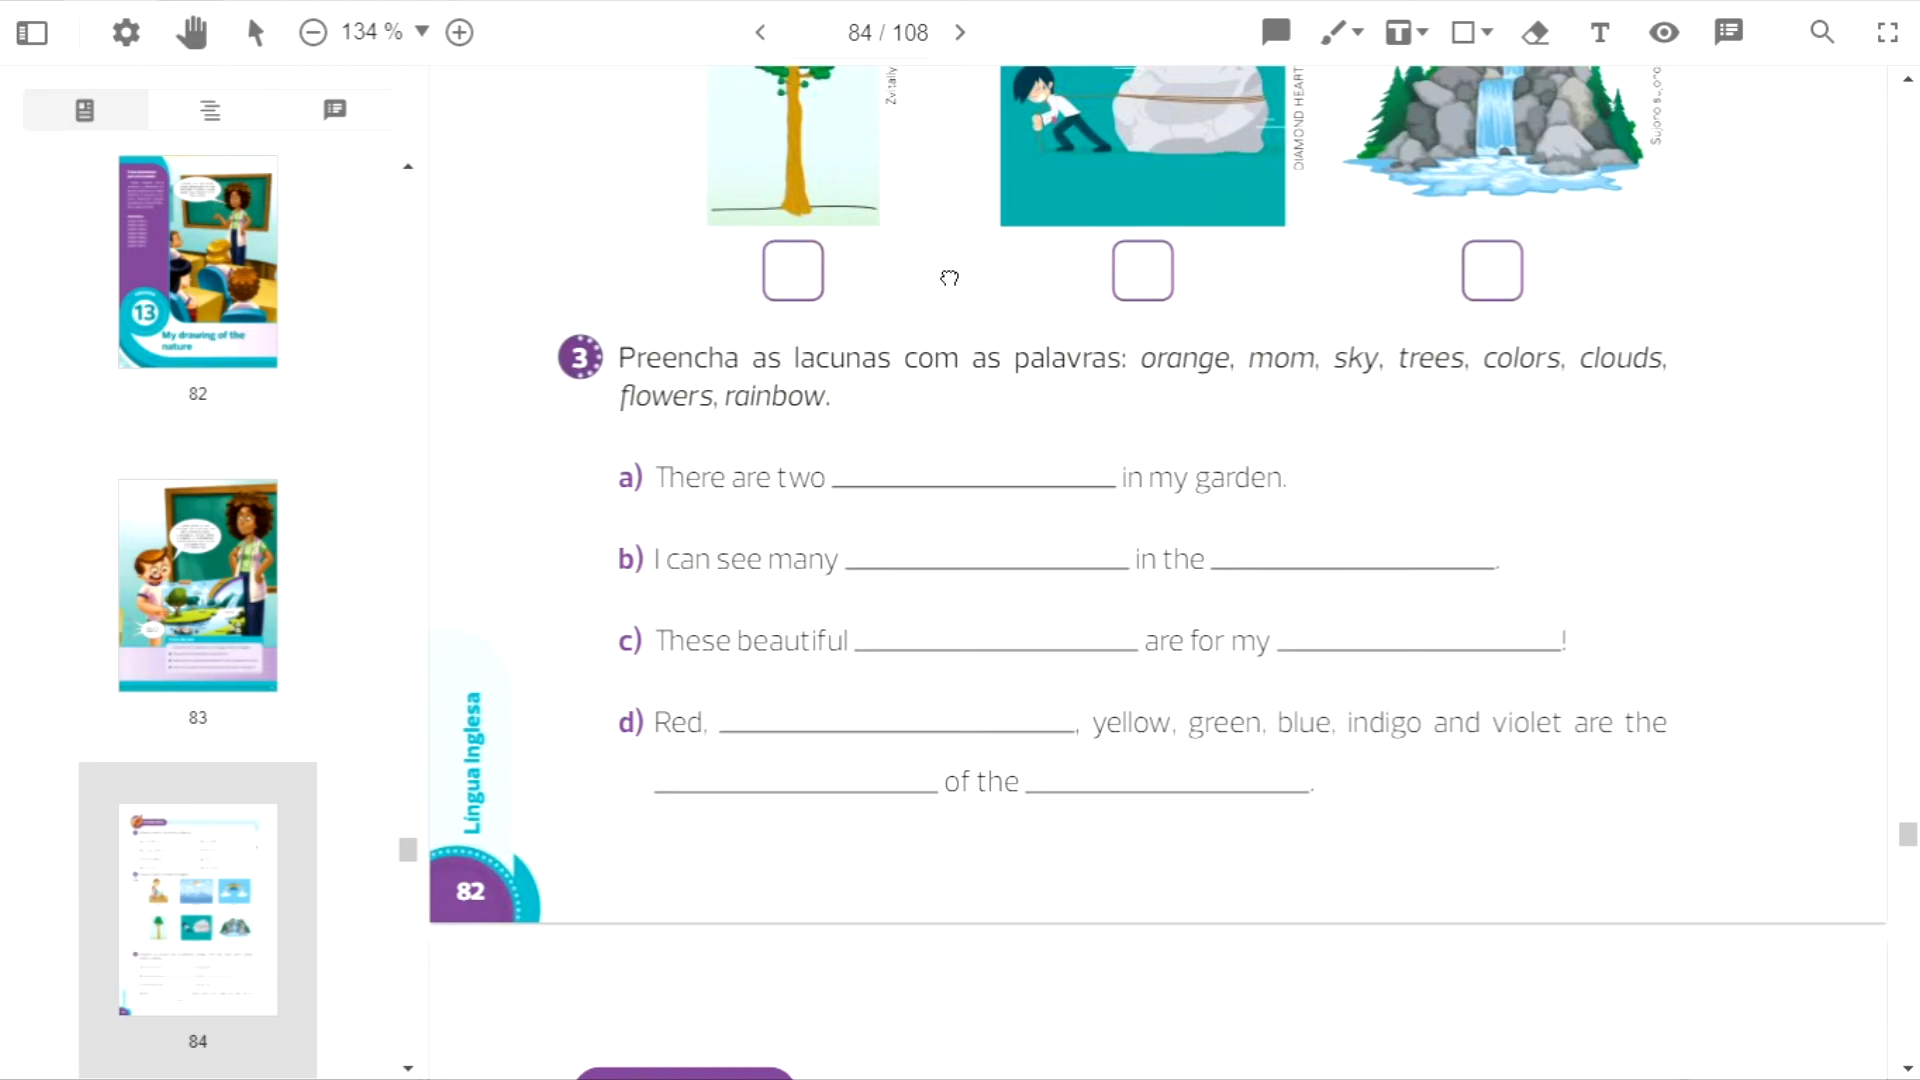 134 %
84 / 108
Zvitaliy
DIAMOND HEART
13
My drawing of the
nature
82
83
84
3 Preencha as lacunas com as palavras: orange, mom, sky, trees, colors, clouds,
flowers, rainbow.
a) There are two ____________ in my garden.
b) I can see many ____________ in the ____________.
c) These beautiful ____________ are for my ____________!
d) Red, ____________, yellow, green, blue, indigo and violet are the
____________ of the ____________.
Língua Inglesa
82